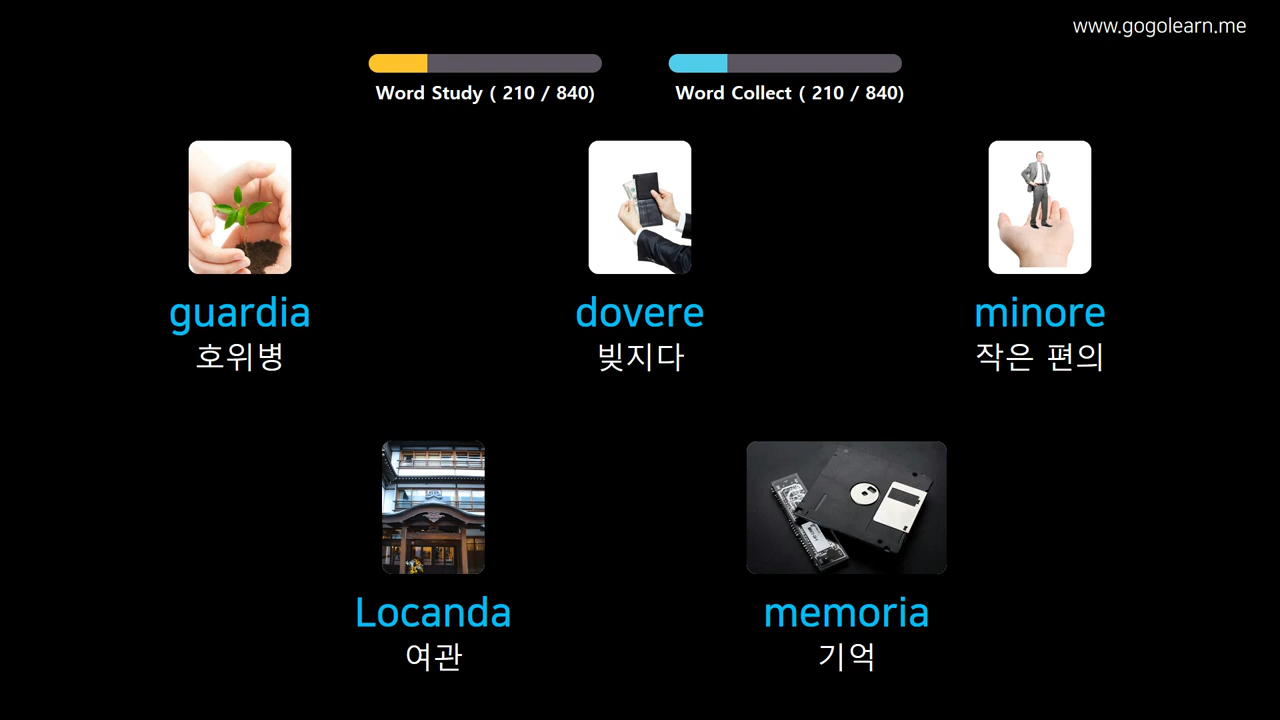 www.gogolearn.me
Word Study ( 210 / 840)
Word Collect ( 210 / 840)
guardia
호위병
dovere
빚지다
minore
작은 편의
Locanda
여관
memoria
기억